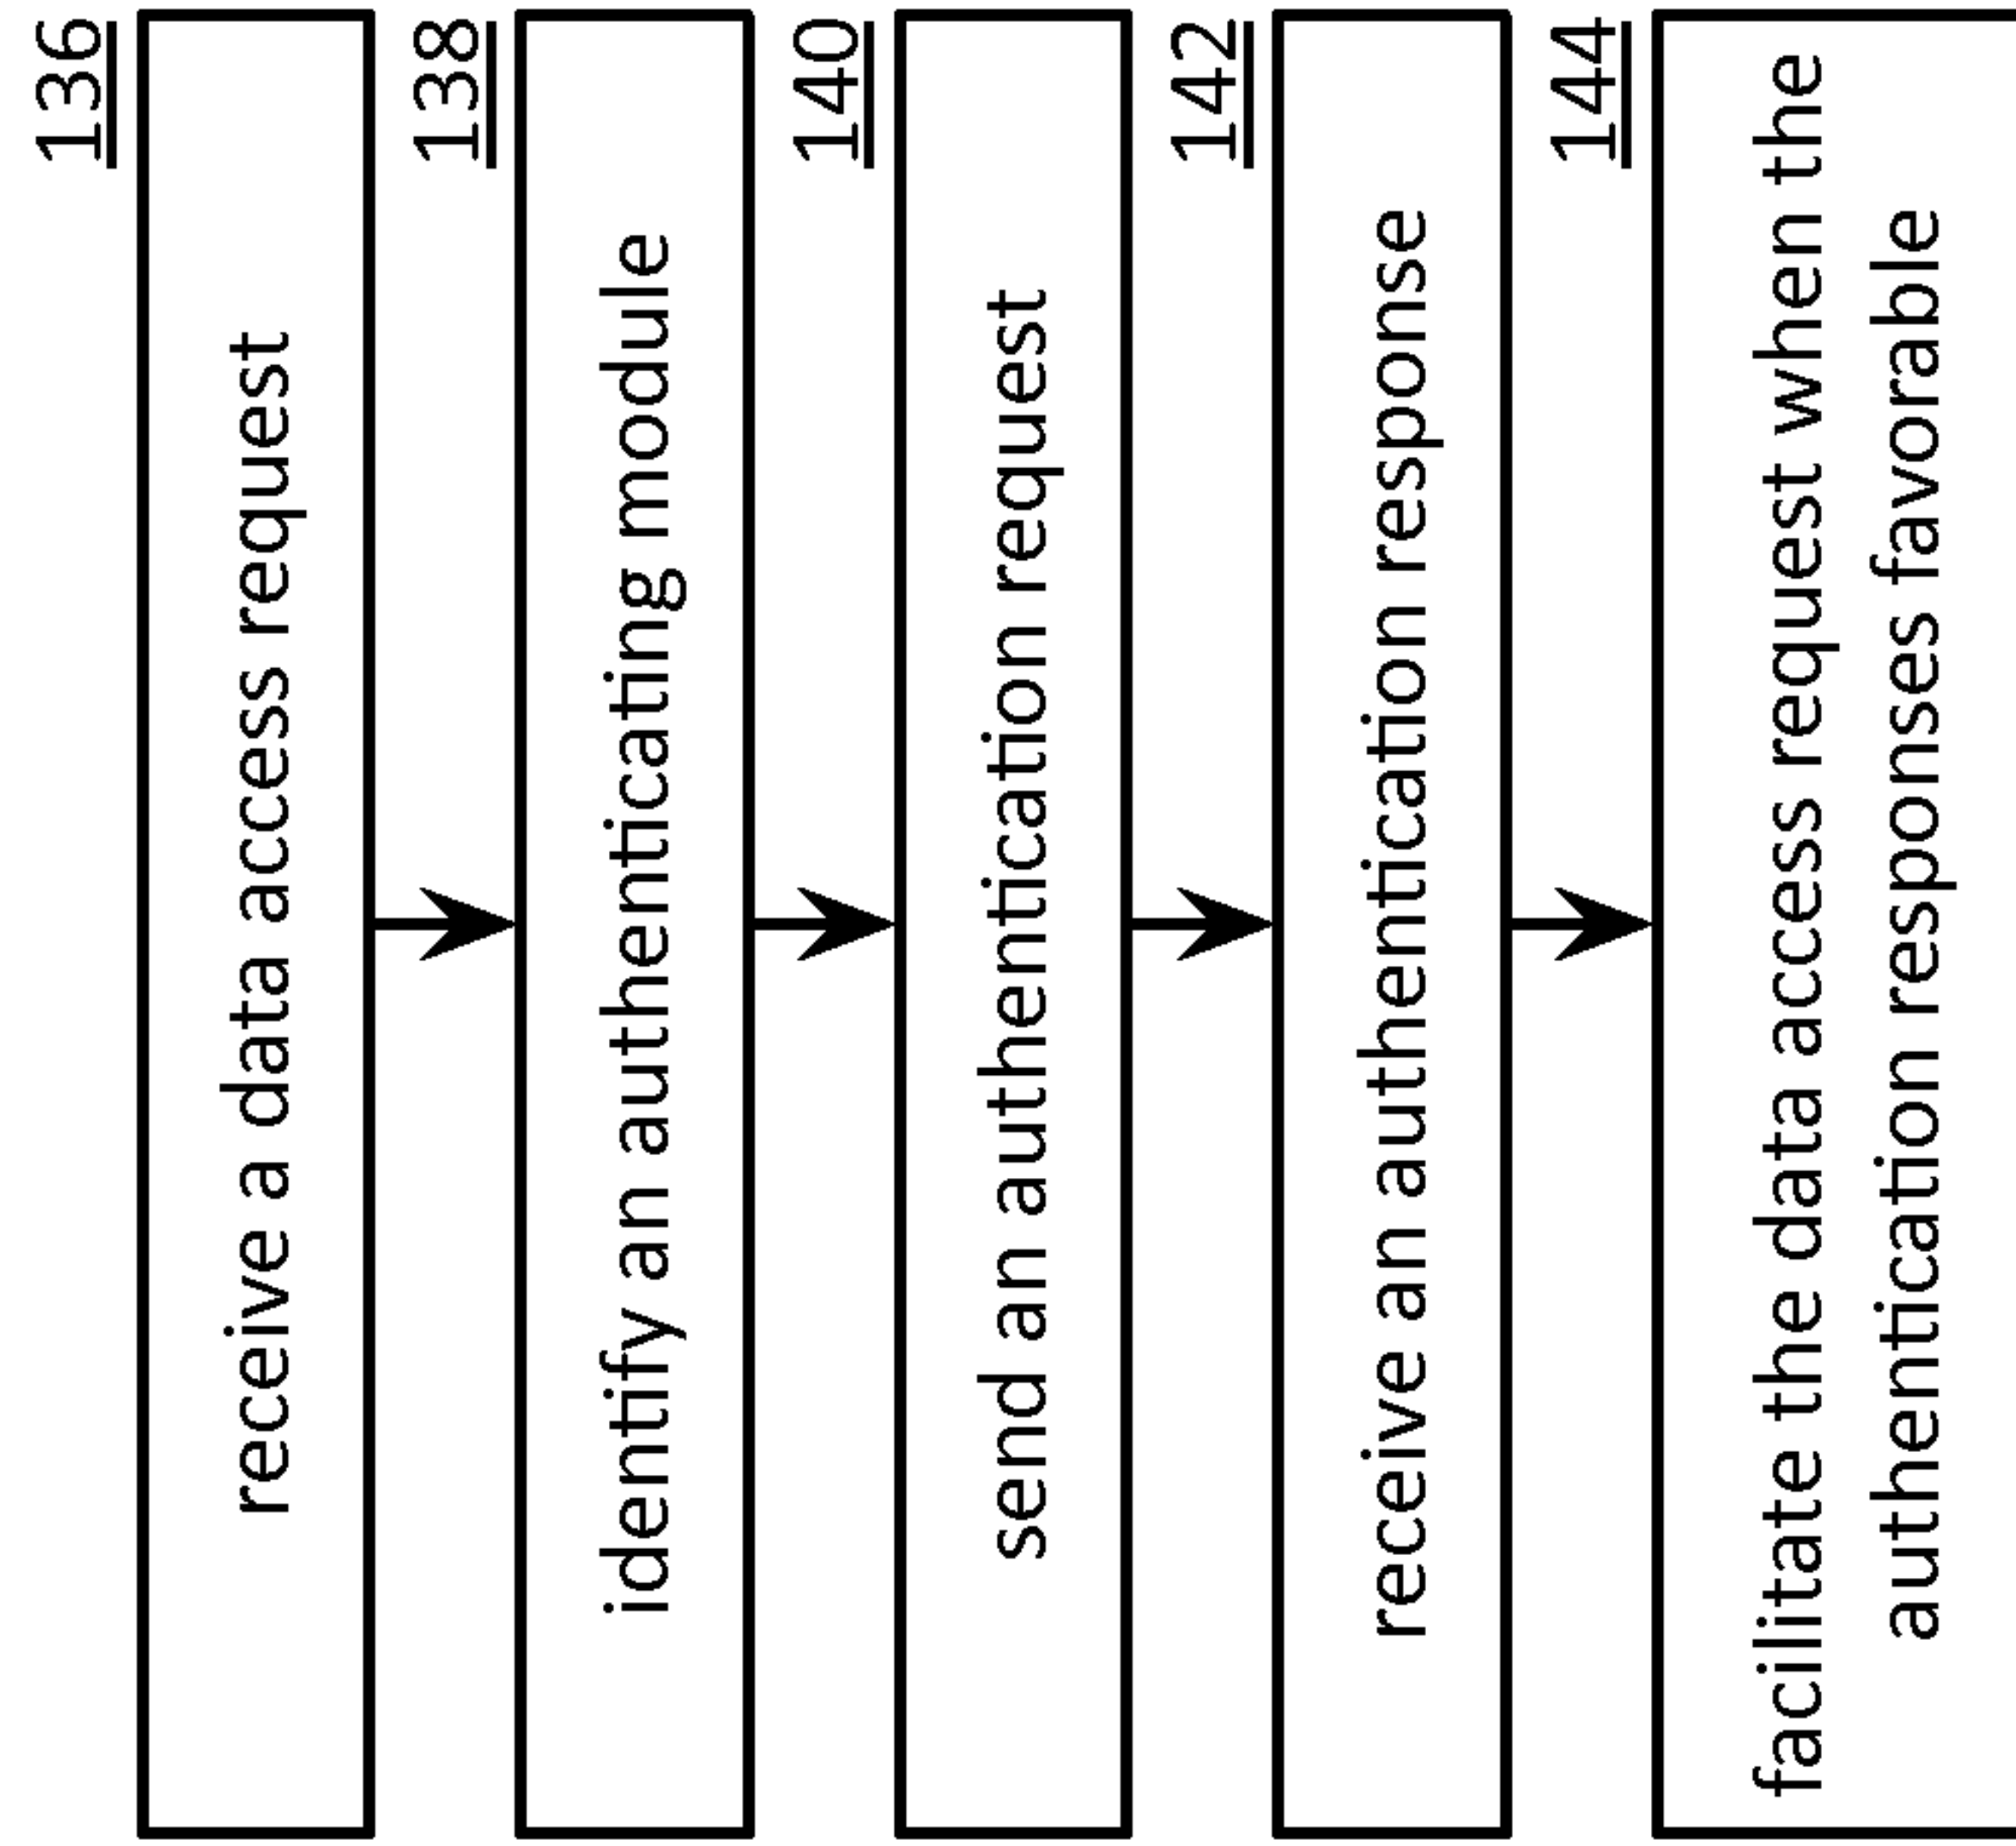 136
receive a data access request
138
identify an authenticating module
140
send an authentication request
142
receive an authentication response
144
facilitate the data access request when the
authentication responses favorable